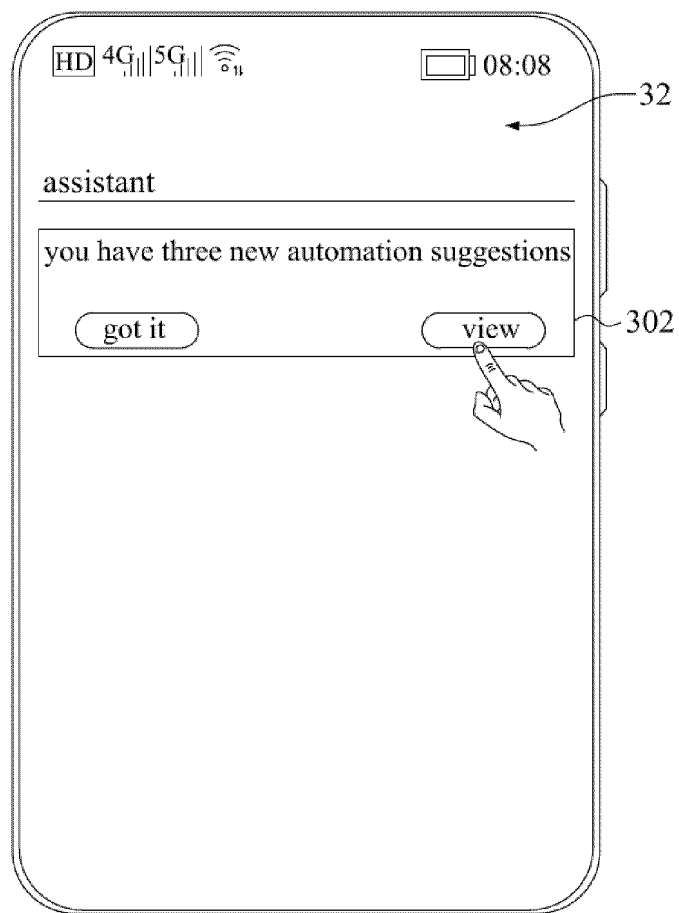 HD 4G 5G 08:08
32
assistant
you have three new automation suggestions
got it view 302